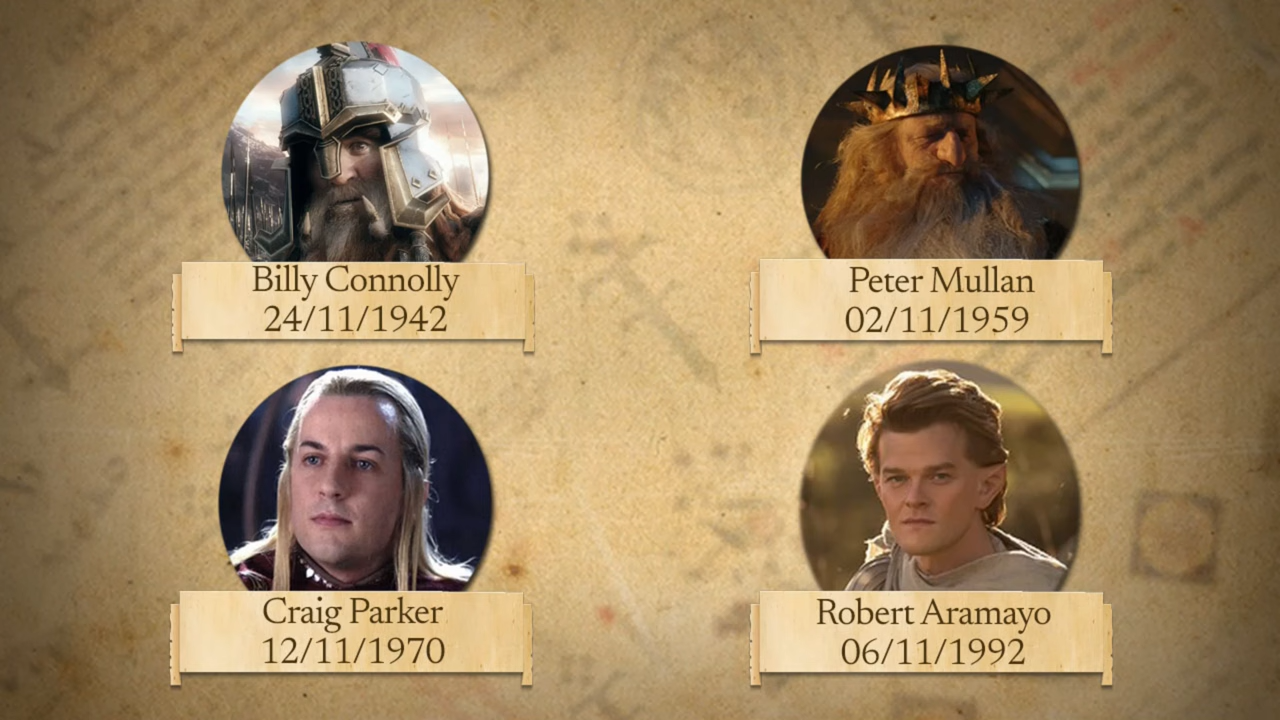 Billy Connolly
24/11/1942
Peter Mullan
02/11/1959
Craig Parker
12/11/1970
Robert Aramayo
06/11/1992